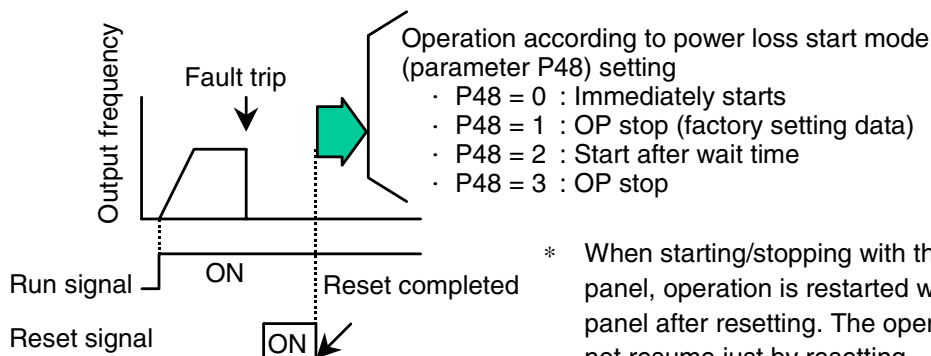 Output frequency
Fault trip
Operation according to power loss start mode
(parameter P48) setting
· P48 = 0 : Immediately starts
· P48 = 1 : OP stop (factory setting data)
· P48 = 2 : Start after wait time
· P48 = 3 : OP stop
Run signal
ON
Reset completed
Reset signal
ON
* When starting/stopping with th
panel, operation is restarted w
panel after resetting. The oper
not resume just by resetting